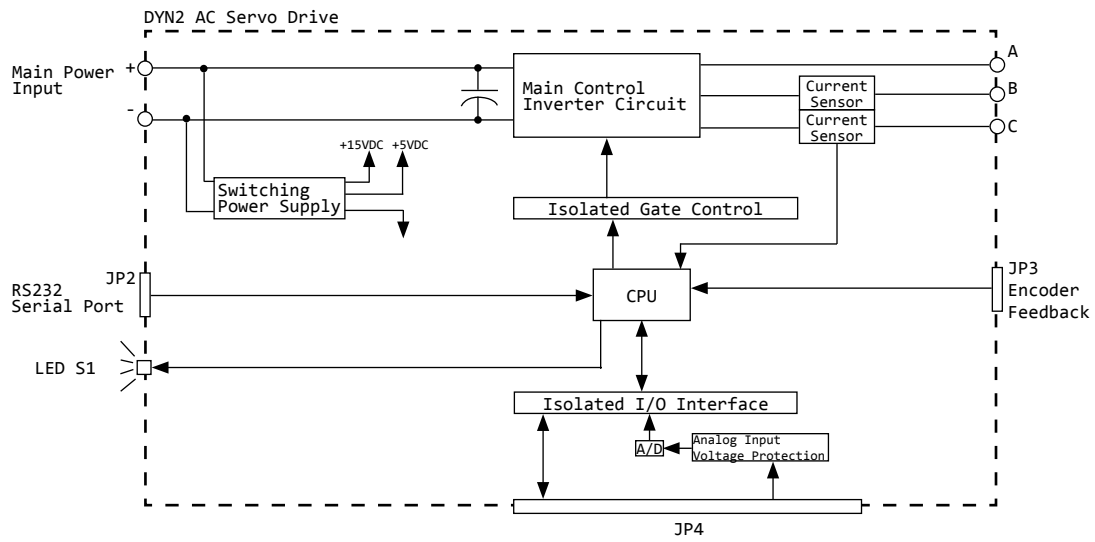 DYN2 AC Servo Drive
Main Power
Input
+
-
Main Control
Inverter Circuit
Current
Sensor
Current
Sensor
A
B
C
+15VDC
+5VDC
Switching
Power Supply
Isolated Gate Control
JP2
RS232
Serial Port
CPU
JP3
Encoder
Feedback
LED S1
Isolated I/O Interface
A/D
Analog Input
Voltage Protection
JP4